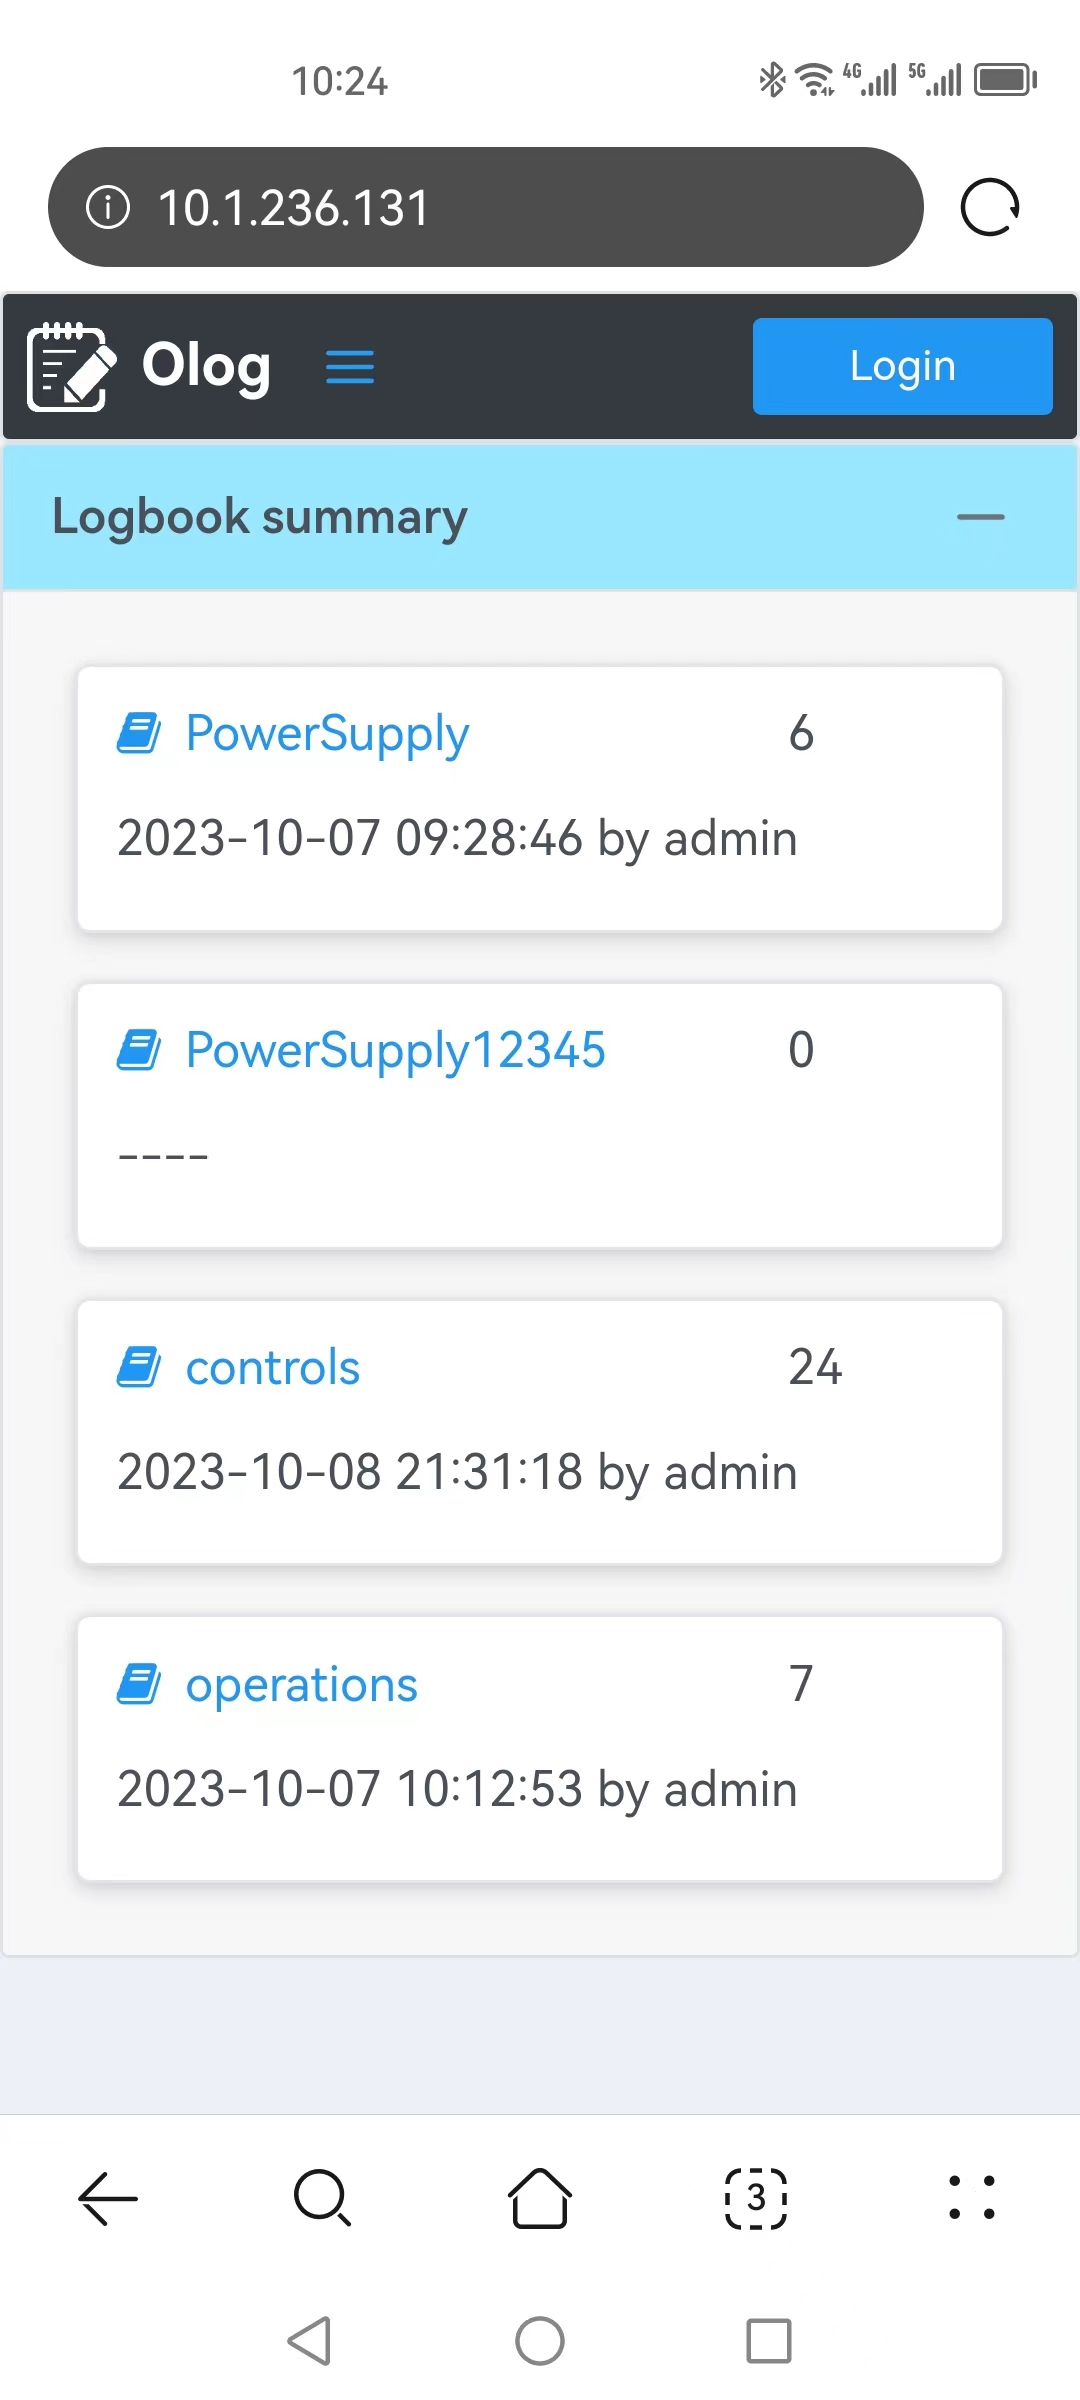 10:24
4G 5G
10.1.236.131
Olog
Login
Logbook summary
PowerSupply 6
2023-10-07 09:28:46 by admin
PowerSupply12345 0
----
controls 24
2023-10-08 21:31:18 by admin
operations 7
2023-10-07 10:12:53 by admin
3